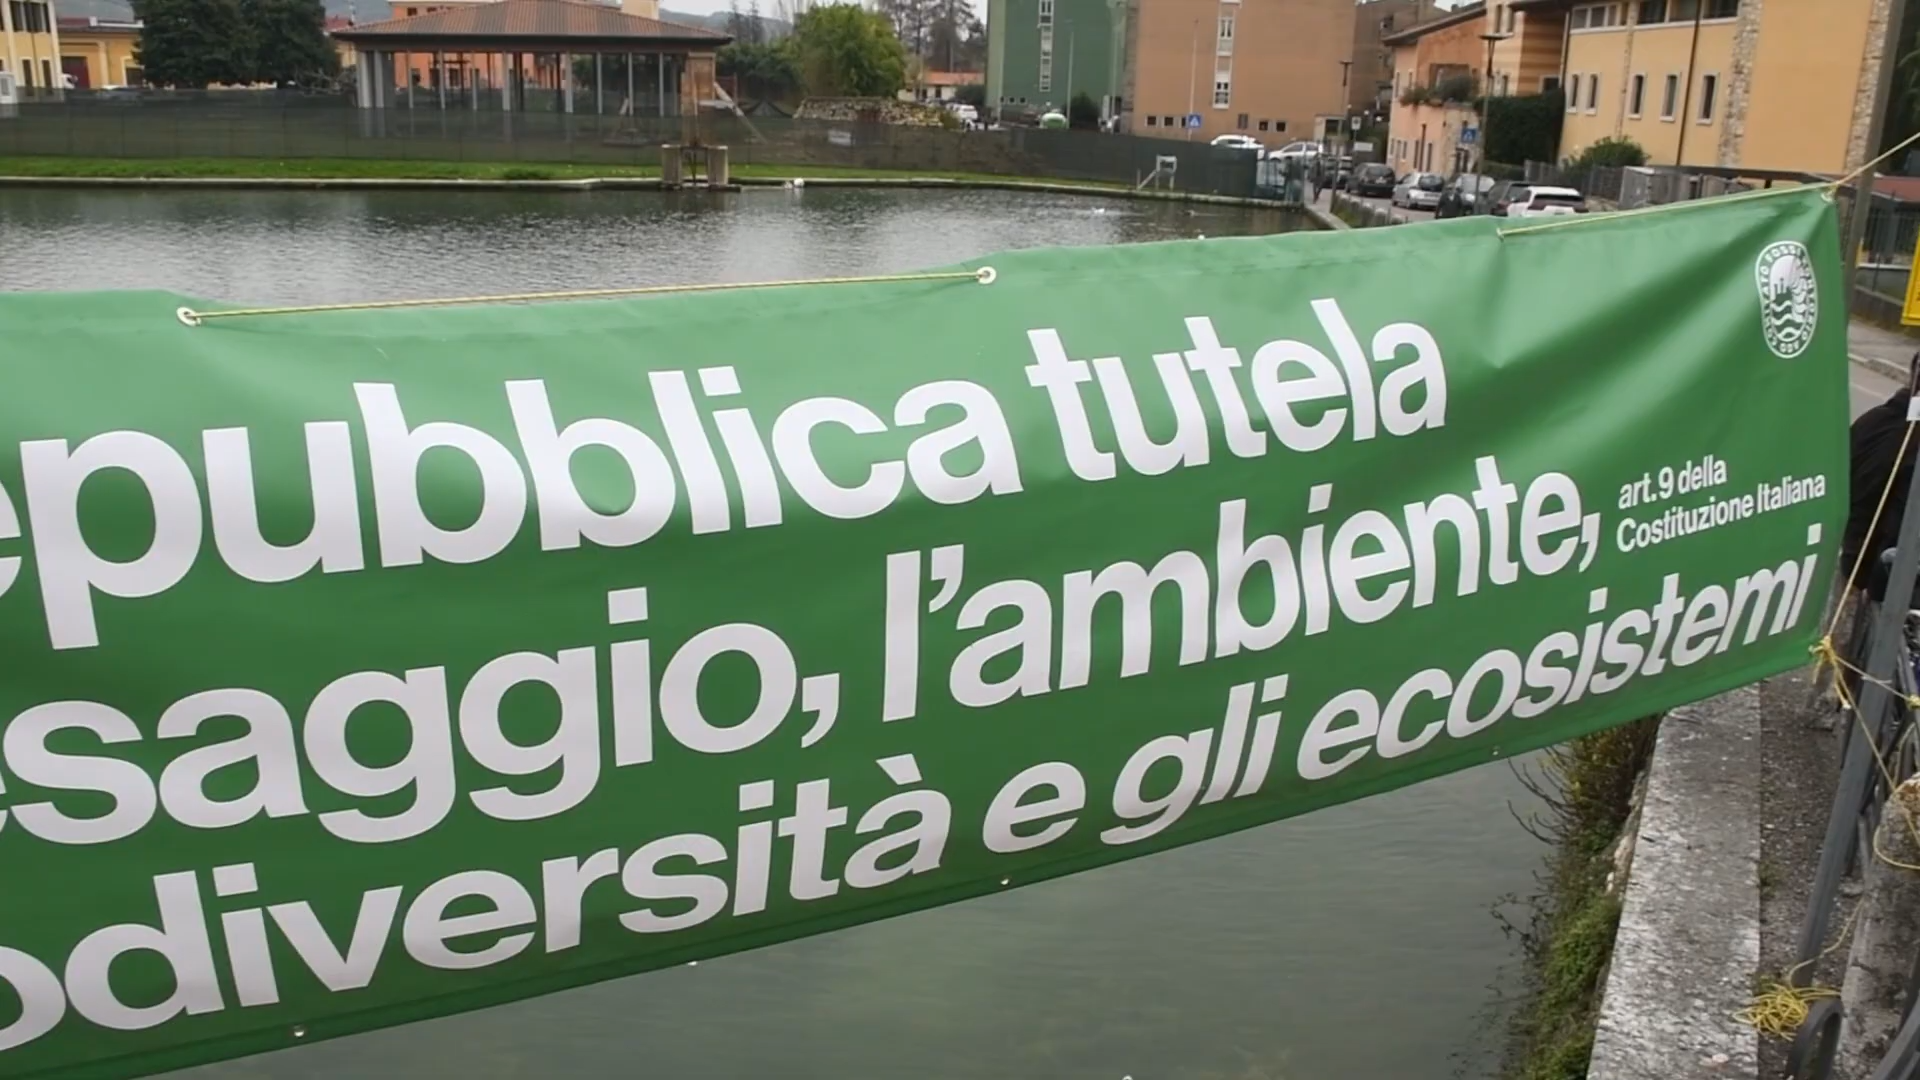 epubblica tutela
esaggio, l'ambiente,
art.9 della
Costituzione Italiana
odiversità e gli ecosistemi